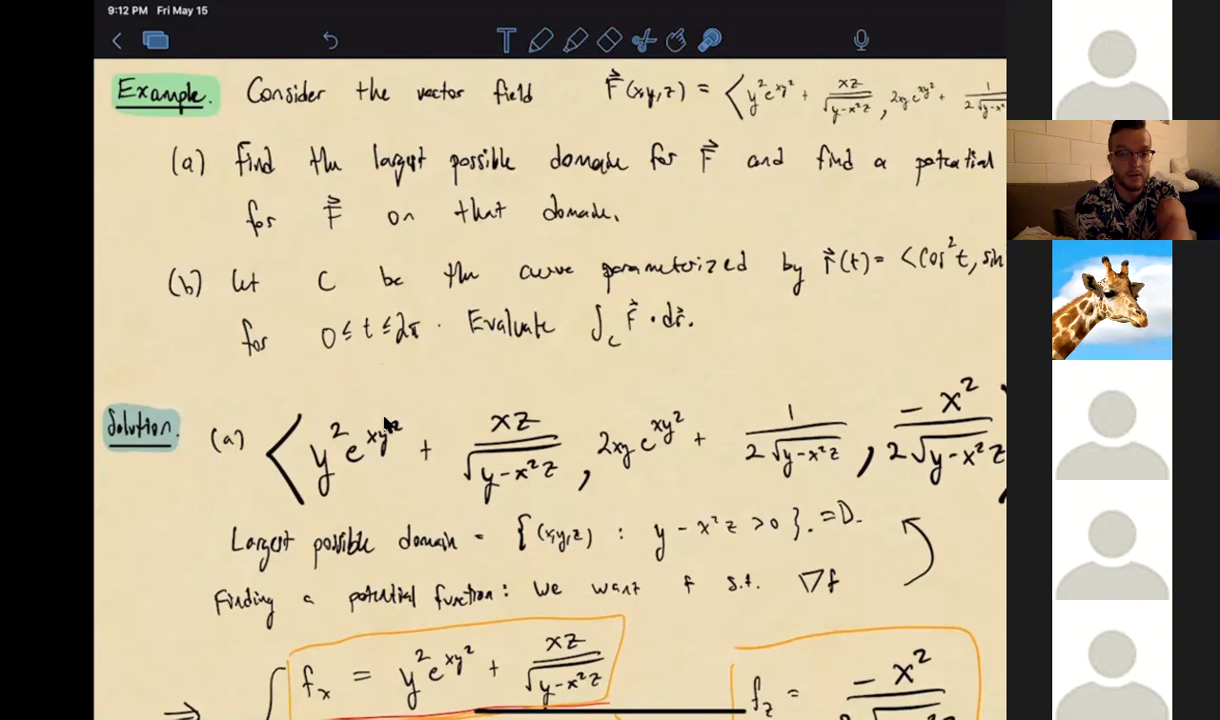 9:12 PM Fri May 15
Example. Consider the vector field F⃗(x,y,z) = ⟨y²e^{xy²} + xz/√(y-x²z), 2xy e^{xy²} + 1/(2√(y-x²
(a) Find the largest possible domain for F⃗ and find a potential
for F⃗ on that domain.
(b) Let C be the curve parameterized by r⃗(t) = ⟨cos²t, sin
for 0 ≤ t ≤ 2π. Evaluate ∫_C F⃗ · dr⃗.
Solution. (a) ⟨y²e^{xy²} + xz/√(y-x²z), 2xy e^{xy²} + 1/(2√(y-x²z)), -x²/(2√(y-x²z))
Largest possible domain = {(x,y,z) : y - x²z > 0}. = D.
Finding a potential function: We want f s.t. ∇f
⇒ ∫ f_x = y²e^{xy²} + xz/√(y-x²z) f_z = -x²